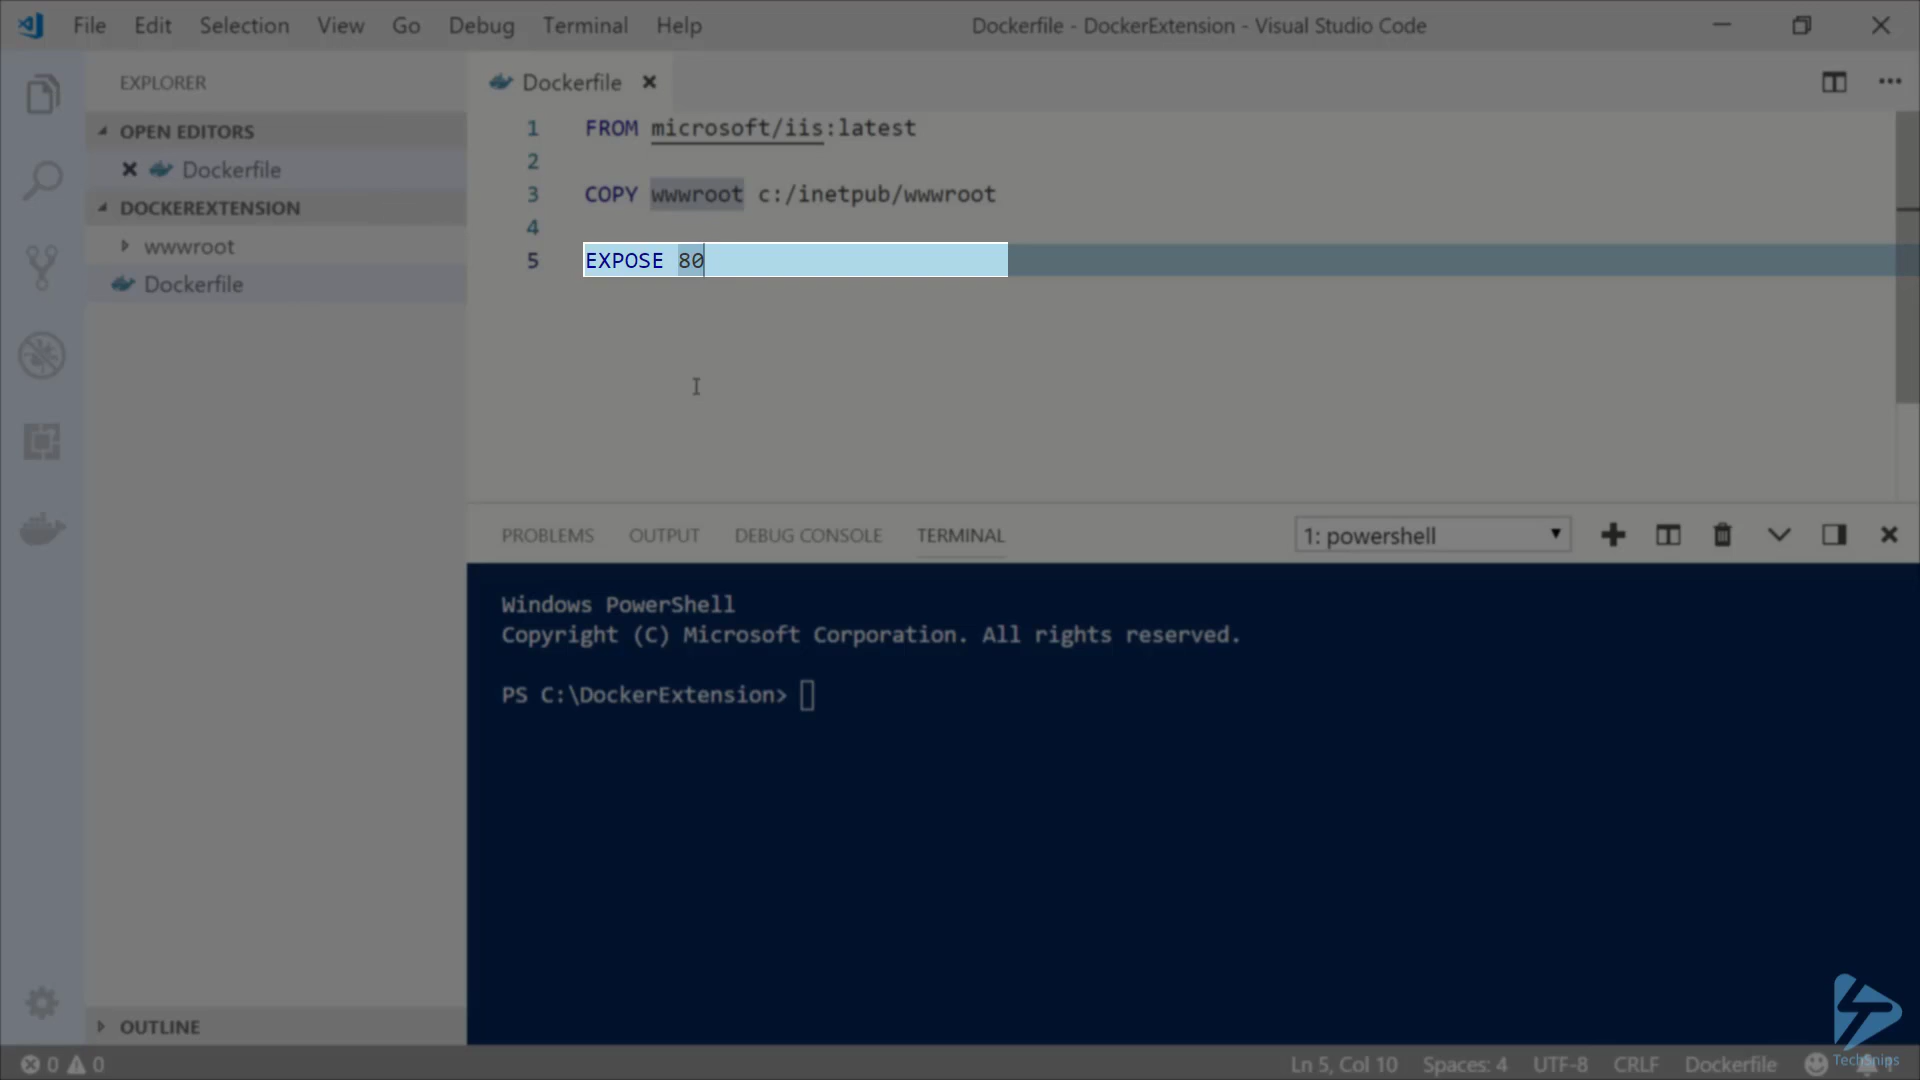 File Edit Selection View Go Debug Terminal Help Dockerfile - DockerExtension - Visual Studio Code
EXPLORER
Dockerfile
OPEN EDITORS
Dockerfile
DOCKEREXTENSION
wwwroot
Dockerfile
1 FROM microsoft/iis:latest
2
3 COPY wwwroot c:/inetpub/wwwroot
4
5 EXPOSE 80
PROBLEMS OUTPUT DEBUG CONSOLE TERMINAL 1: powershell
Windows PowerShell
Copyright (C) Microsoft Corporation. All rights reserved.
PS C:\DockerExtension>
OUTLINE
0 0 Ln 5, Col 10 Spaces: 4 UTF-8 CRLF Dockerfile 1
TechSnips